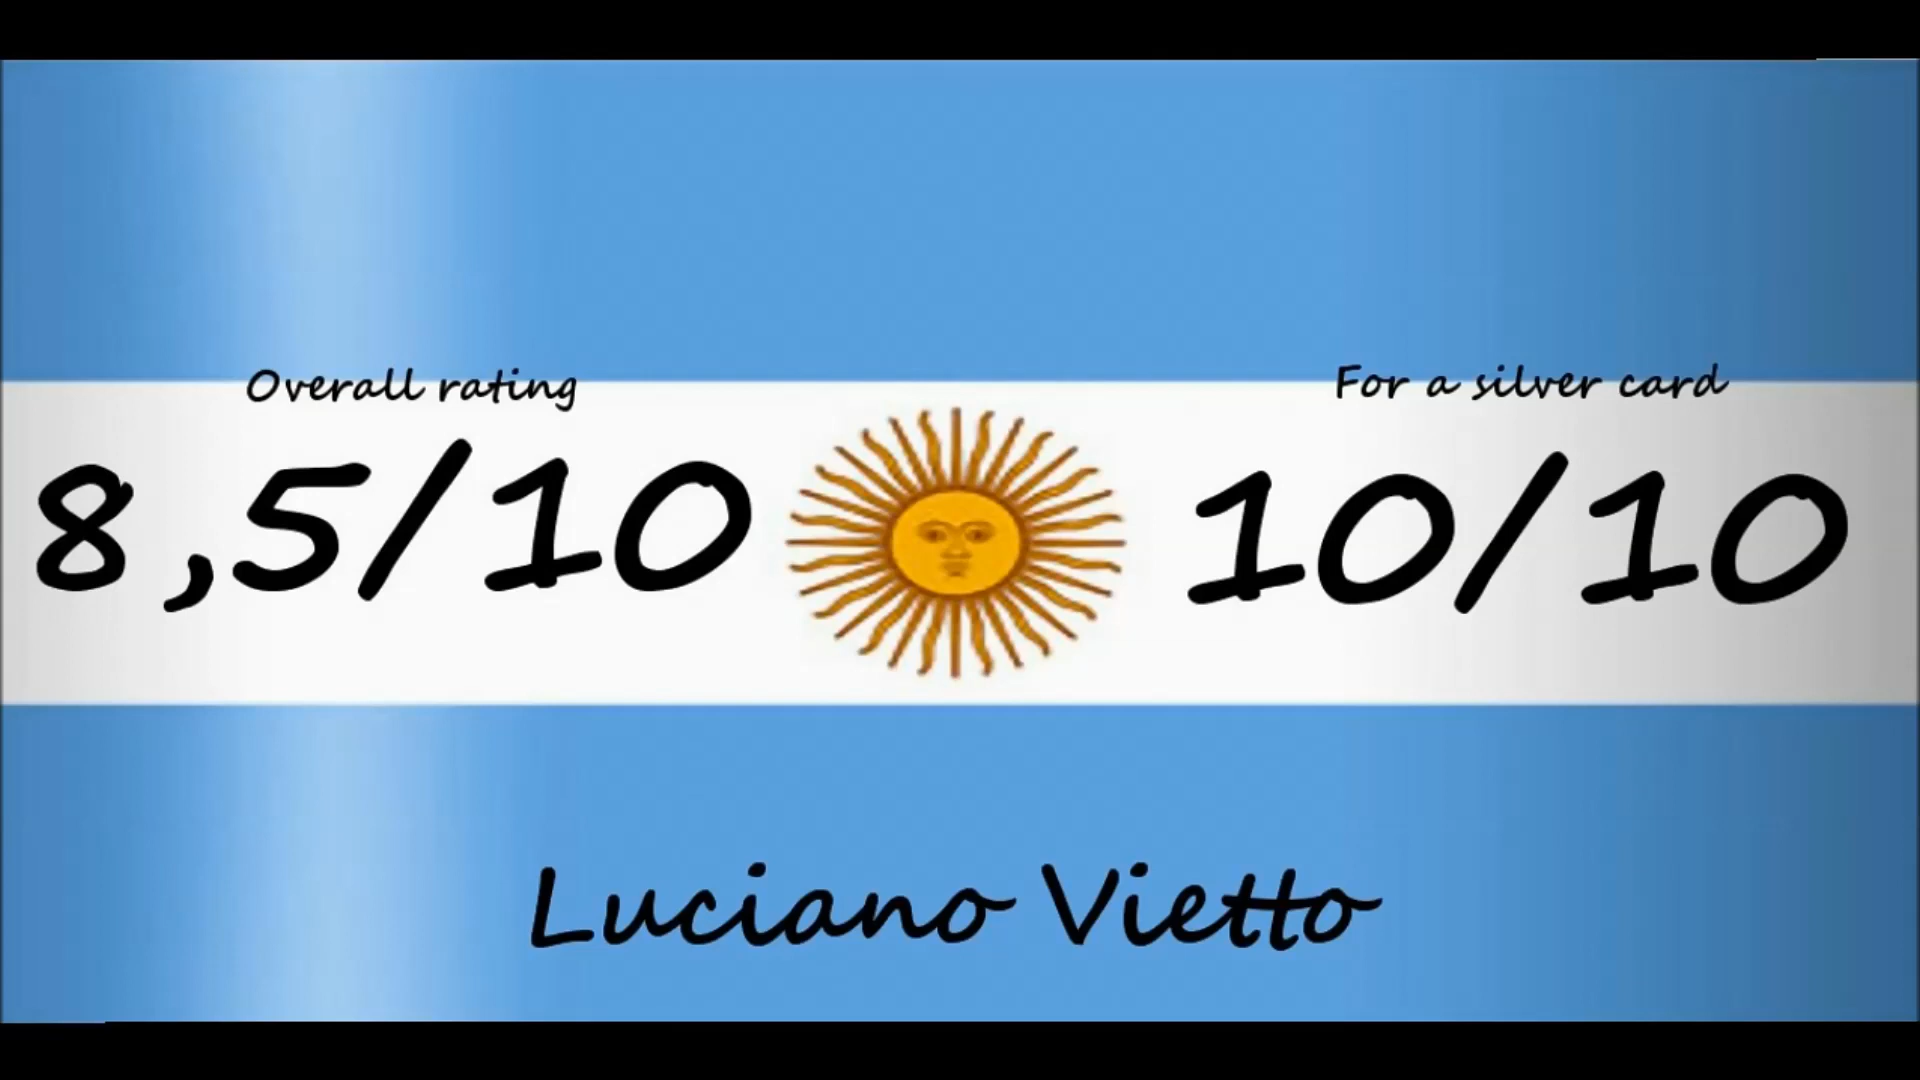 Overall rating
8,5/10
For a silver card
10/10
Luciano Vietto